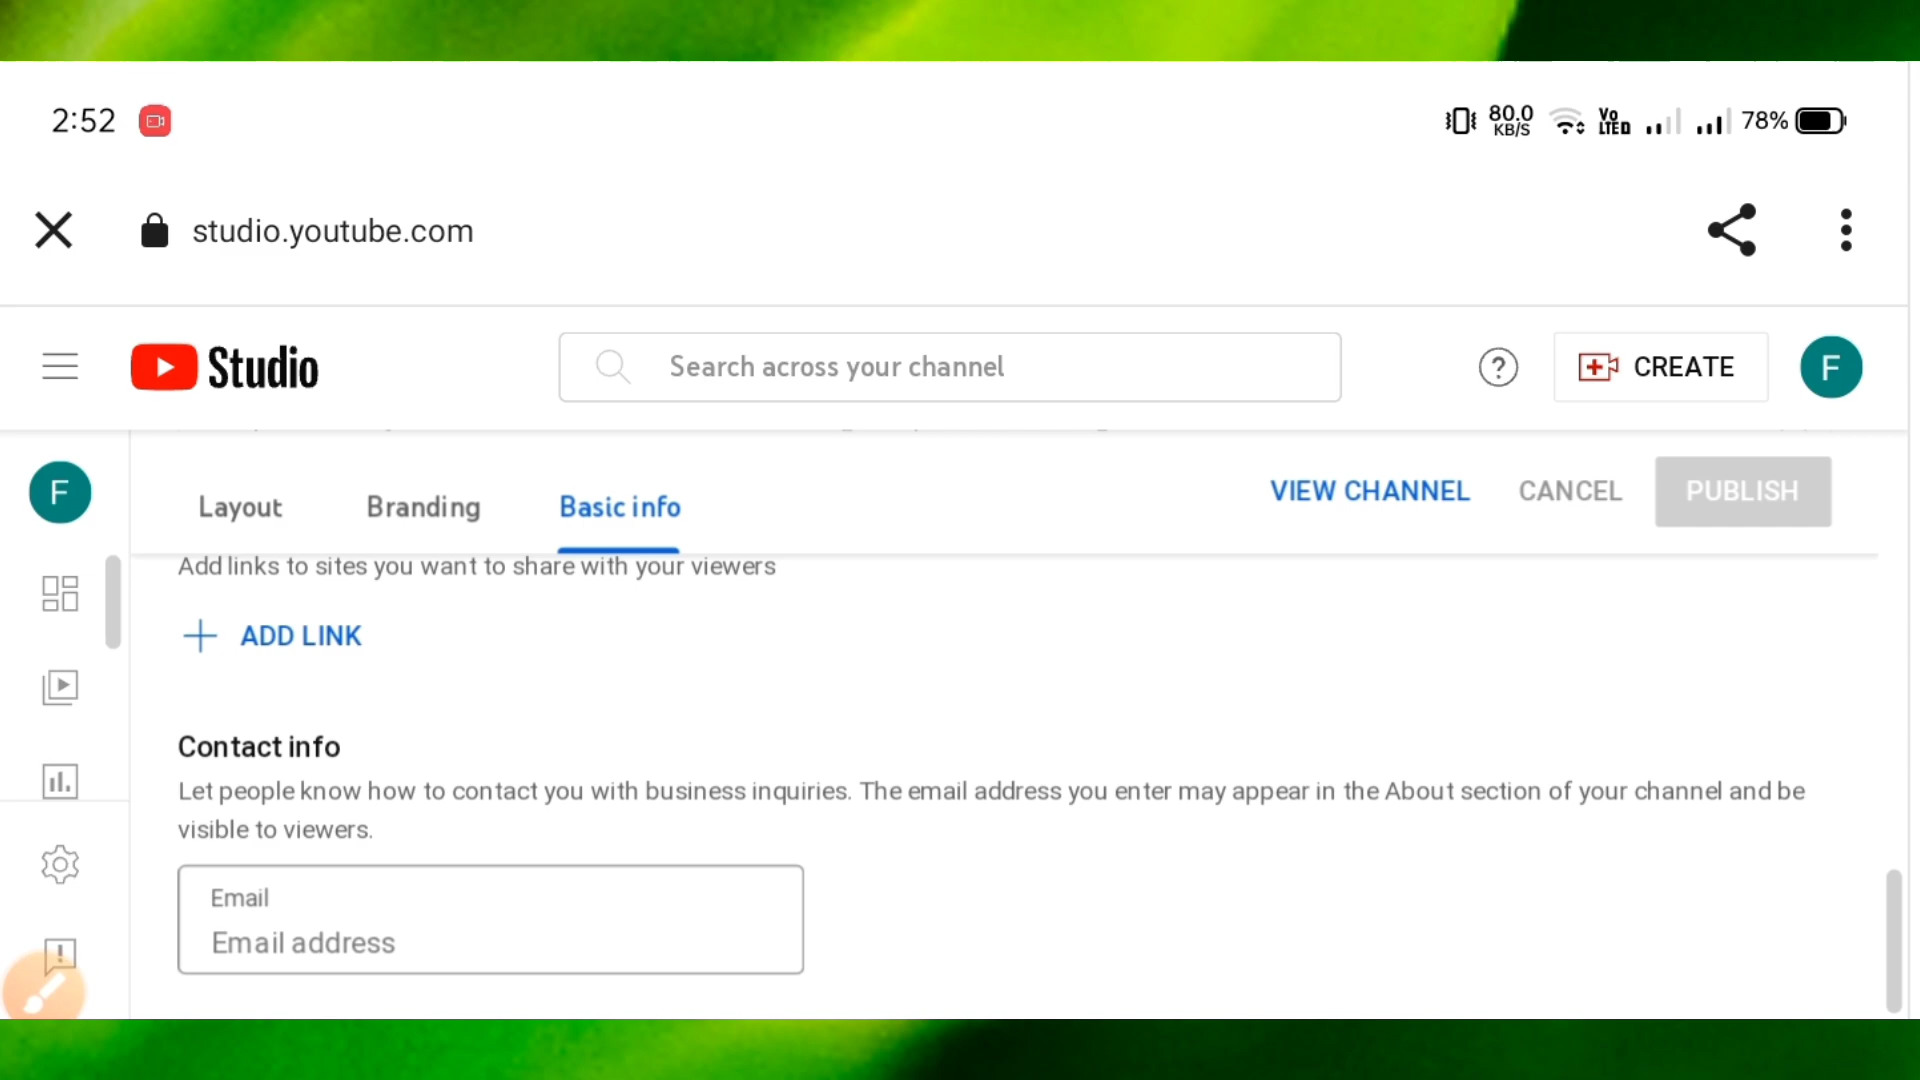 2:52
80.0
KB/S
Vo
LTE
78%
studio.youtube.com
Studio
Search across your channel
?
CREATE
F
F
Layout
Branding
Basic info
VIEW CHANNEL
CANCEL
PUBLISH
Add links to sites you want to share with your viewers
ADD LINK
Contact info
Let people know how to contact you with business inquiries. The email address you enter may appear in the About section of your channel and be
visible to viewers.
Email
Email address